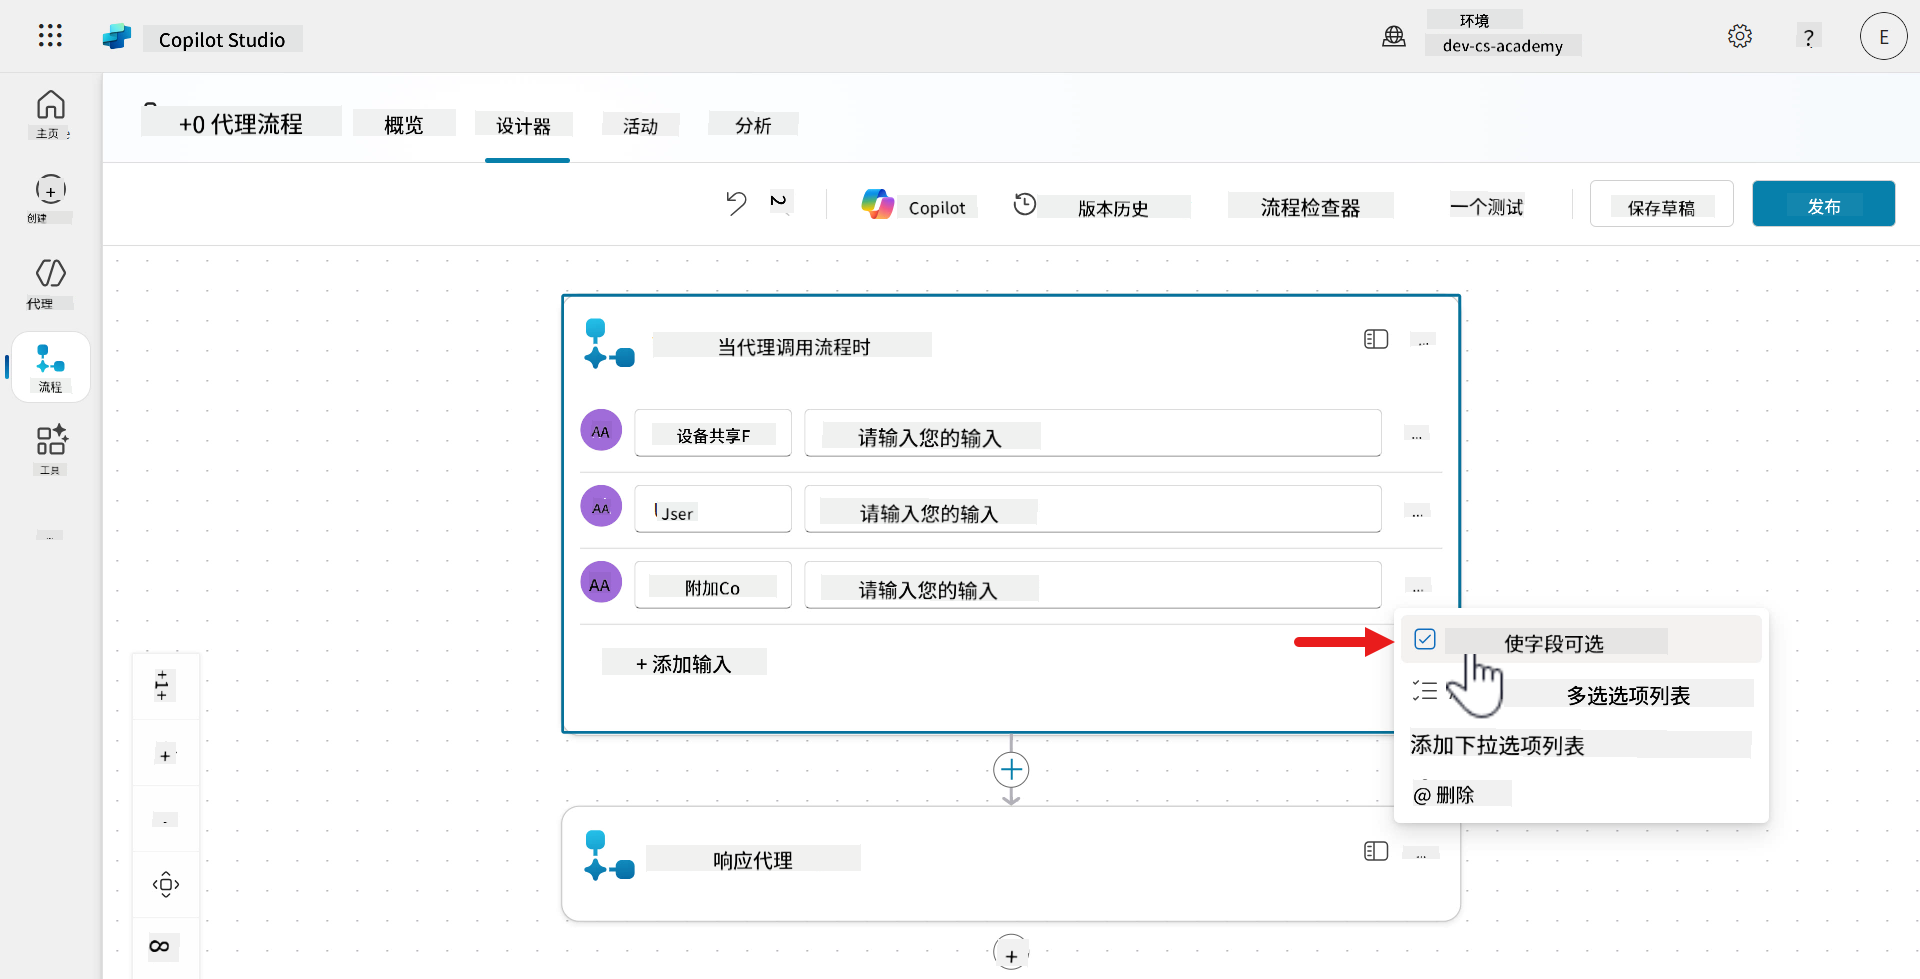 Copilot Studio
环境
dev-cs-academy
?
E
主页
创建
代理
流程
工具
+0 代理流程
概览
设计器
活动
分析
Copilot
版本历史
流程检查器
一个测试
保存草稿
发布
当代理调用流程时
...
AA
设备共享F
请输入您的输入
...
AA
User
请输入您的输入
...
AA
附加Co
请输入您的输入
...
+ 添加输入
使字段可选
多选选项列表
添加下拉选项列表
@ 删除
响应代理
...